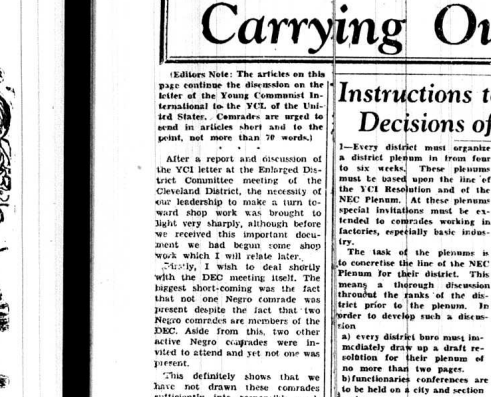 Carrying Ou
(Editors Note: The articles on this
page continue the discussion on the
letter of the Young Communist In-
ternational to the YCL of the Uni-
ted States. Comrades are urged to
send in articles short and to the
point, not more than 70 words.)
After a report and discussion of
the YCI letter at the Enlarged Dis-
trict Committee meeting of the
Cleveland District, the necessity of
our leadership to make a turn to-
ward shop work was brought to
light very sharply, although before
we received this important docu-
ment we had begun some shop
work which I will relate later.
Firstly, I wish to deal shortly
with the DEC meeting itself. The
biggest short-coming was the fact
that not one Negro comrade was
present despite the fact that two
Negro comrades are members of the
DEC. Aside from this, two other
active Negro comrades were in-
vited to attend and yet not one was
present.
This definitely shows that we
have not drawn these comrades
Instructions t
Decisions of
1—Every district must organize
a district plenum in from four
to six weeks. These plenums
must be based upon the line of
the YCI Resolution and of the
NEC Plenum. At these plenums
special invitations must be ex-
tended to comrades working in
factories, especially basic indus-
try.
The task of the plenums is
to concretise the line of the NEC
Plenum for their district. This
means a thorough discussion
throughout the ranks of the dis-
trict prior to the plenum. In
order to develop such a discus-
sion
a) every district buro must im-
mediately draw up a draft re-
solution for their plenum of
no more than two pages.
b) functionaries conferences are
to be held on a city and section